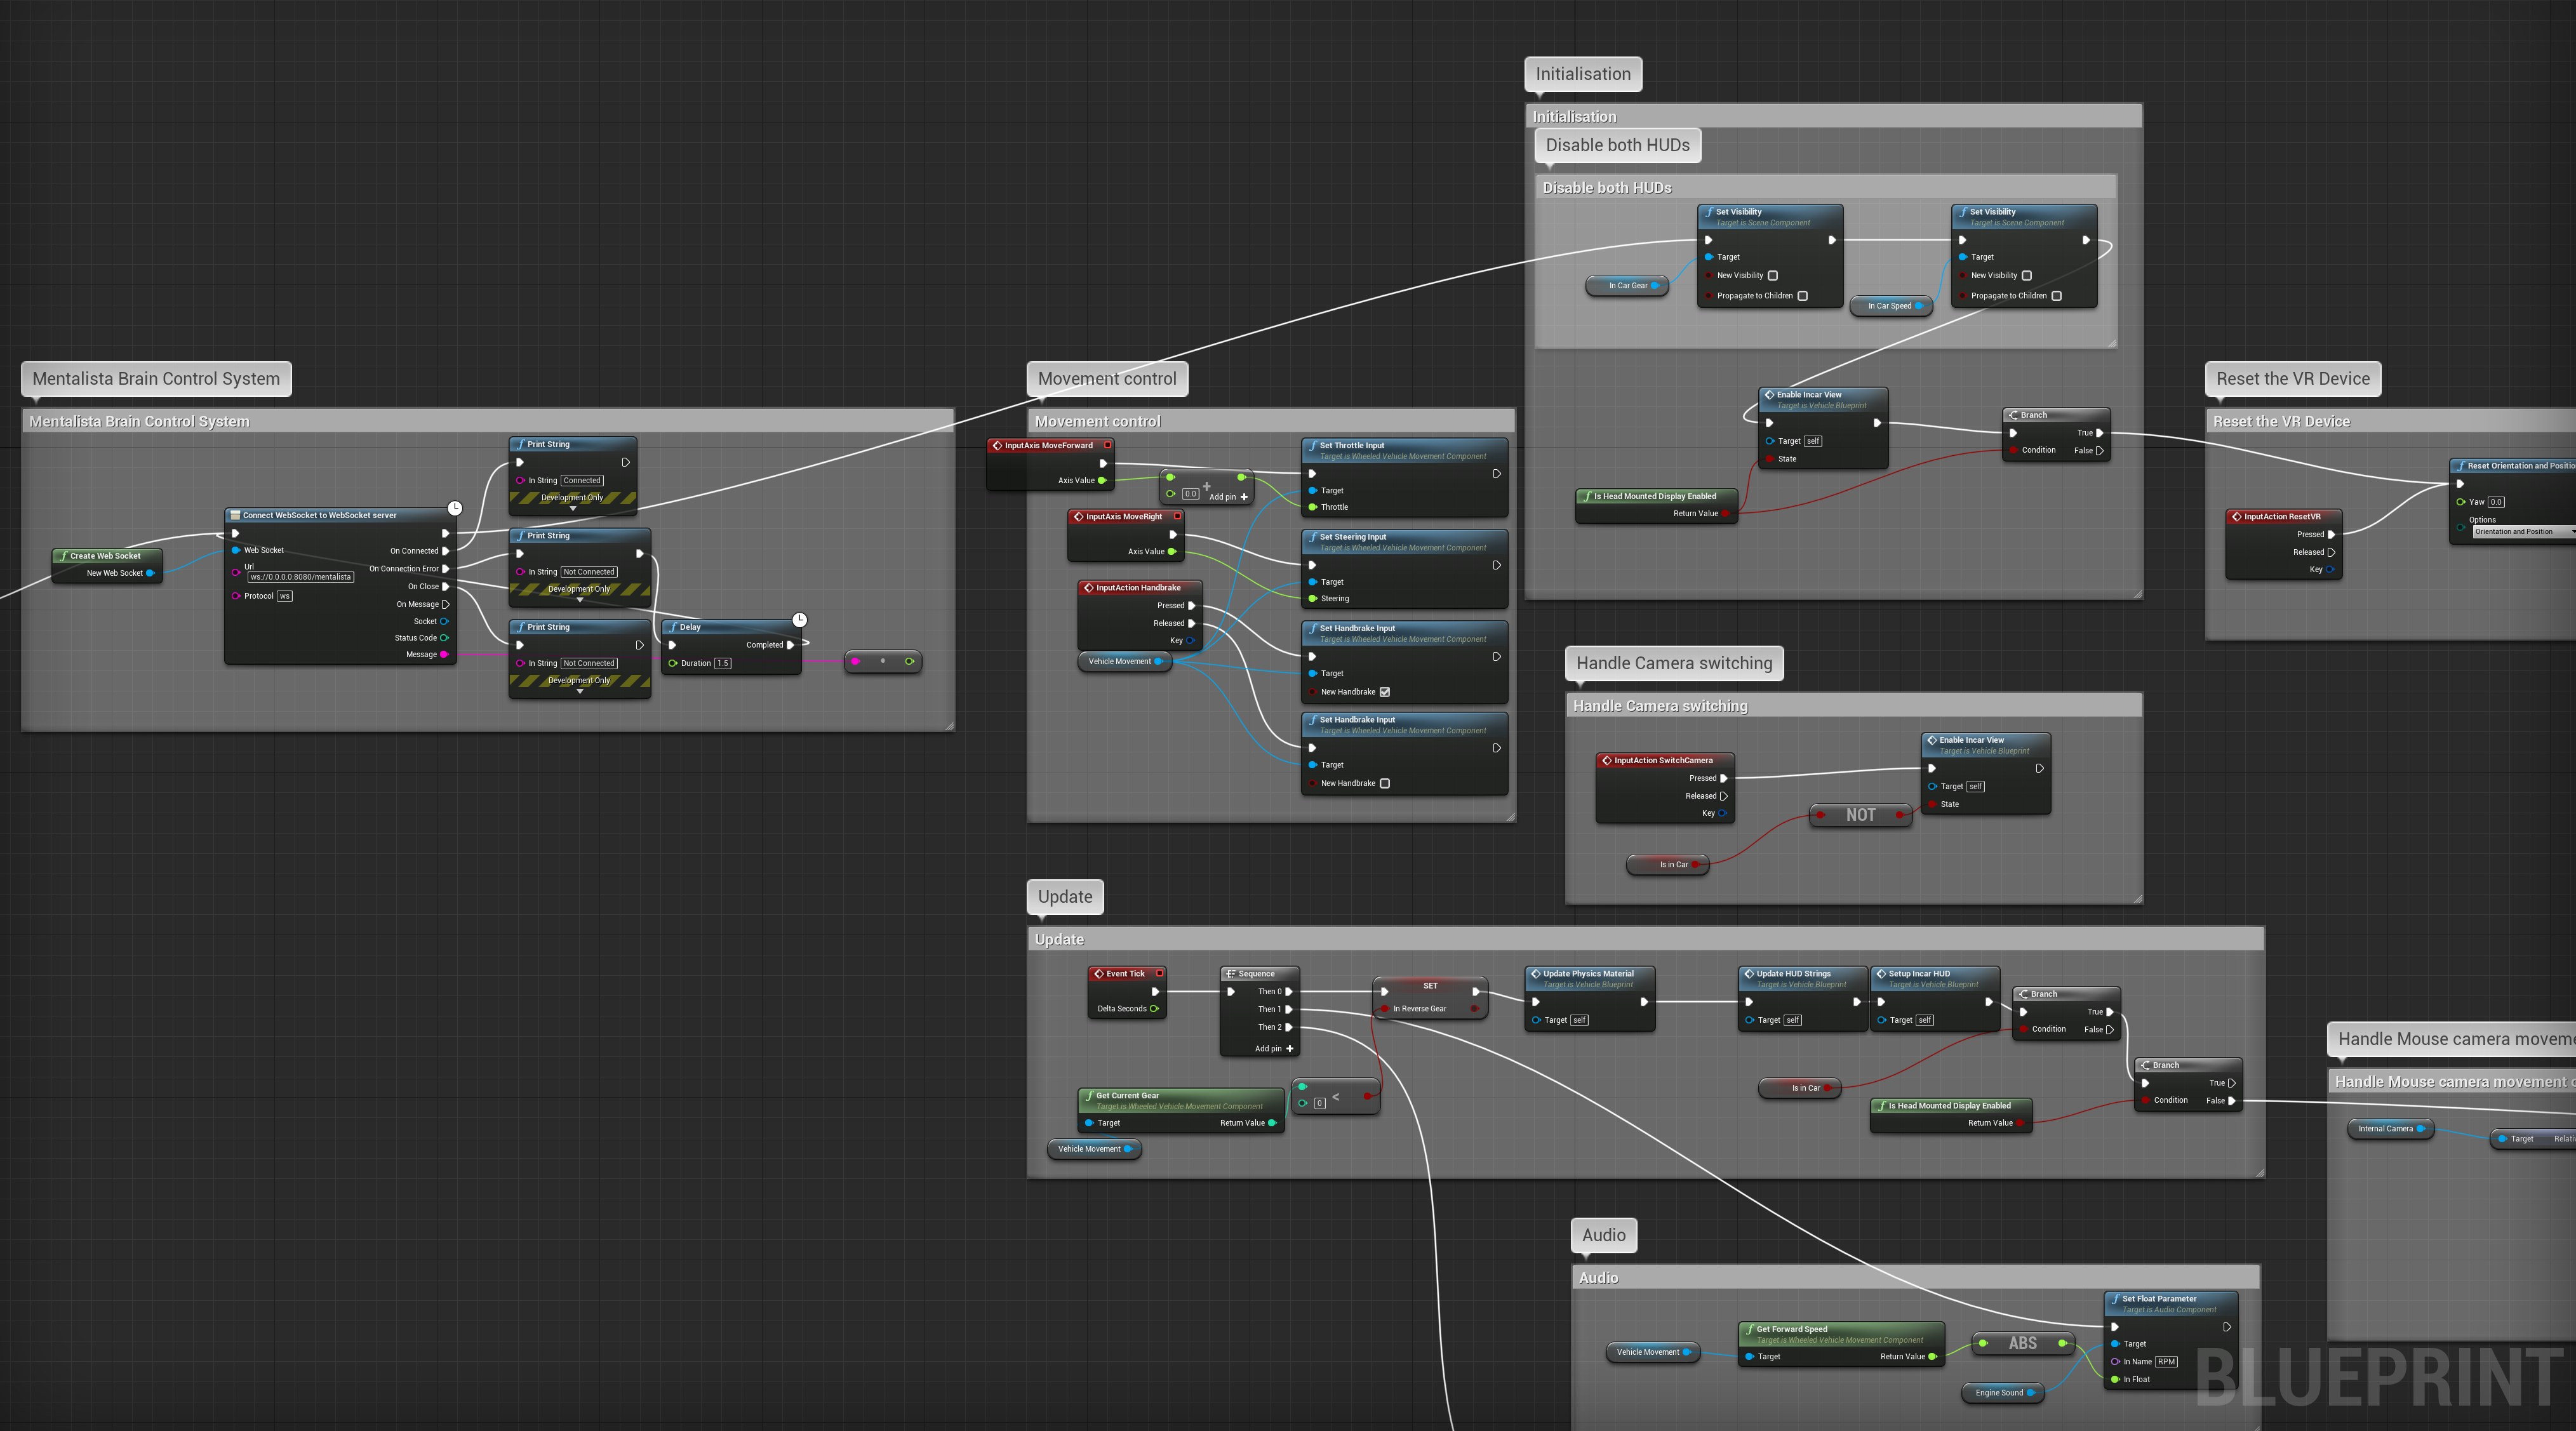 Mentalista Brain Control System
Mentalista Brain Control System
Create Web Socket
New Web Socket
Connect WebSocket to WebSocket server
Web Socket
Url
ws://0.0.0.0:8080/mentalista
Protocol ws
On Connected
On Connection Error
On Close
On Message
Socket
Status Code
Message
Print String
In String Connected
Development Only
Print String
In String Not Connected
Development Only
Print String
In String Not Connected
Development Only
Delay
Completed
Duration 1.5
Movement control
Movement control
InputAxis MoveForward
Axis Value
0.0
+
Add pin +
InputAxis MoveRight
Axis Value
InputAction Handbrake
Pressed
Released
Key
Vehicle Movement
Set Throttle Input
Target is Wheeled Vehicle Movement Component
Target
Throttle
Set Steering Input
Target is Wheeled Vehicle Movement Component
Target
Steering
Set Handbrake Input
Target is Wheeled Vehicle Movement Component
Target
New Handbrake
Set Handbrake Input
Target is Wheeled Vehicle Movement Component
Target
New Handbrake
Initialisation
Initialisation
Disable both HUDs
Disable both HUDs
In Car Gear
Set Visibility
Target is Scene Component
Target
New Visibility
Propagate to Children
In Car Speed
Set Visibility
Target is Scene Component
Target
New Visibility
Propagate to Children
Enable Incar View
Target is Vehicle Blueprint
Target self
State
Is Head Mounted Display Enabled
Return Value
Branch
True
Condition False
Reset the VR Device
Reset the VR Device
InputAction ResetVR
Pressed
Released
Key
Reset Orientation and Positio
Yaw 0.0
Options
Orientation and Position
Handle Camera switching
Handle Camera switching
InputAction SwitchCamera
Pressed
Released
Key
Is in Car
NOT
Enable Incar View
Target is Vehicle Blueprint
Target self
State
Update
Update
Event Tick
Delta Seconds
Sequence
Then 0
Then 1
Then 2
Add pin +
Get Current Gear
Target is Wheeled Vehicle Movement Component
Target Return Value
Vehicle Movement
0 <
SET
In Reverse Gear
Update Physics Material
Target is Vehicle Blueprint
Target self
Update HUD Strings
Target is Vehicle Blueprint
Target self
Setup Incar HUD
Target is Vehicle Blueprint
Target self
Is in Car
Branch
True
Condition False
Is Head Mounted Display Enabled
Return Value
Branch
True
Condition False
Handle Mouse camera moveme
Handle Mouse camera movement c
Internal Camera
Target Relati
Audio
Audio
Vehicle Movement
Get Forward Speed
Target is Wheeled Vehicle Movement Component
Target Return Value
ABS
Engine Sound
Set Float Parameter
Target is Audio Component
Target
In Name RPM
In Float
BLUEPRINT